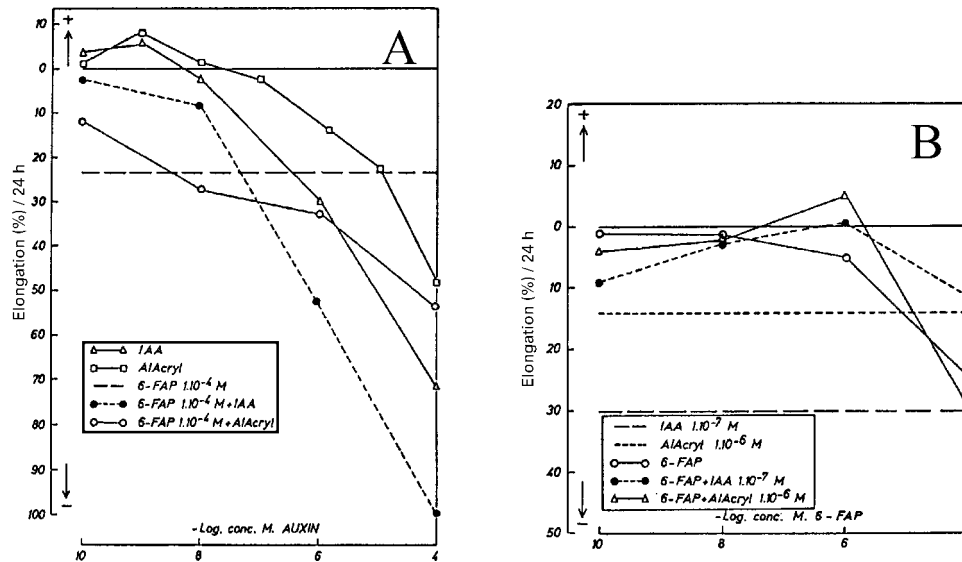 A
+
10
0
10
20
30
40
50
60
70
80
90
100
−
Elongation (%) / 24 h
IAA
AIAcryl
6-FAP 1.10⁻⁴ M
6-FAP 1.10⁻⁴ M+IAA
6-FAP 1.10⁻⁴ M+AIAcryl
-Log. conc. M. AUXIN
10 8 6 4
B
+
20
10
0
10
20
30
40
50
−
Elongation (%) / 24 h
IAA 1.10⁻⁷ M
AIAcryl 1.10⁻⁶ M
6-FAP
6-FAP+IAA 1.10⁻⁷ M
6-FAP+AIAcryl 1.10⁻⁶ M
-Log. conc. M. 6-FAP
10 8 6